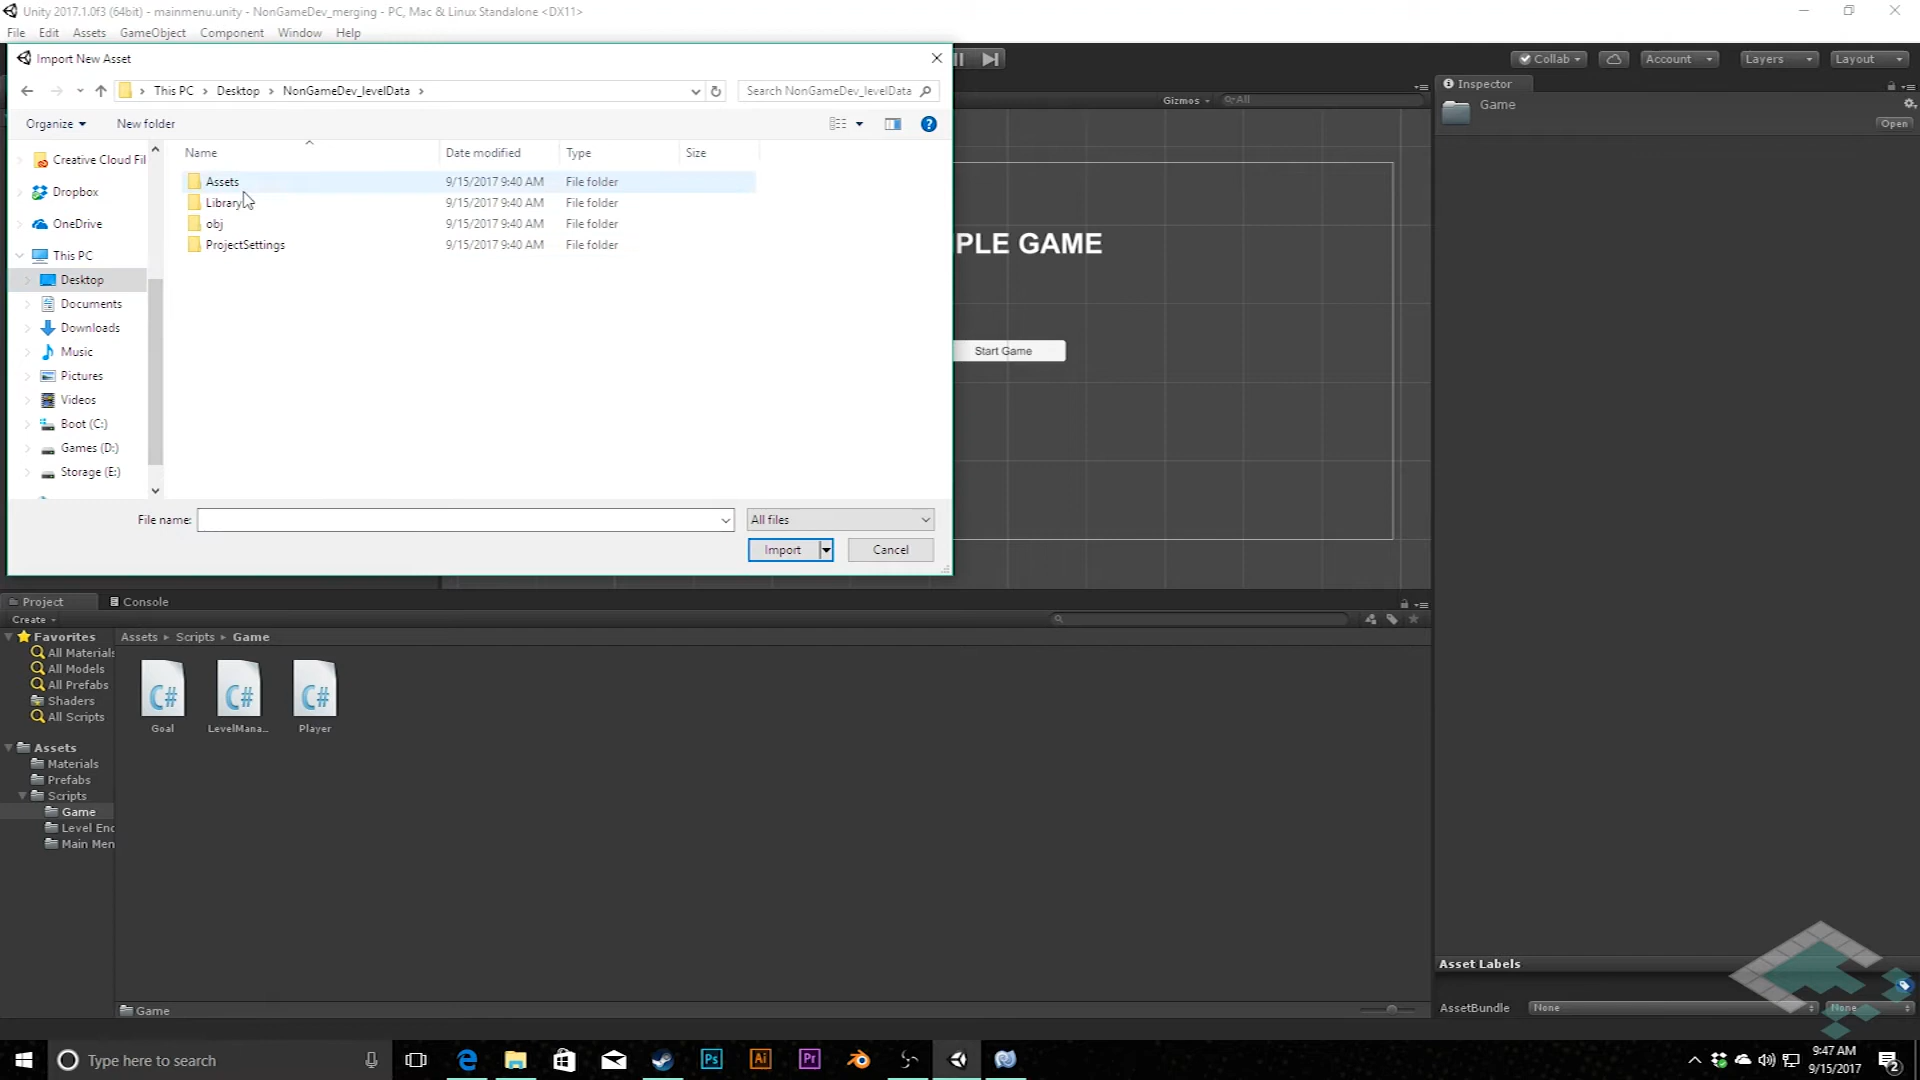 Unity 2017.1.0f3 (64bit) - mainmenu.unity - NonGameDev_merging - PC, Mac & Linux Standalone <DX11>
File Edit Assets GameObject Component Window Help
Import New Asset
Collab Account Layers Layout
This PC Desktop NonGameDev_levelData
Search NonGameDev_levelData
Gizmos All
Inspector
Game
Open
Organize New folder
Name Date modified Type Size
Assets 9/15/2017 9:40 AM File folder
Library 9/15/2017 9:40 AM File folder
obj 9/15/2017 9:40 AM File folder
ProjectSettings 9/15/2017 9:40 AM File folder
Creative Cloud Fil
Dropbox
OneDrive
This PC
Desktop
Documents
Downloads
Music
Pictures
Videos
Boot (C:)
Games (D:)
Storage (E:)
PLE GAME
Start Game
File name:
All files
Import Cancel
Project Console
Create
Favorites
All Materials
All Models
All Prefabs
Shaders
All Scripts
Assets
Materials
Prefabs
Scripts
Game
Level End
Main Men
Assets Scripts Game
C# C# C#
Goal LevelMana... Player
Game
Asset Labels
AssetBundle None None
Type here to search
Ps Ai Pr
9:47 AM
9/15/2017
2